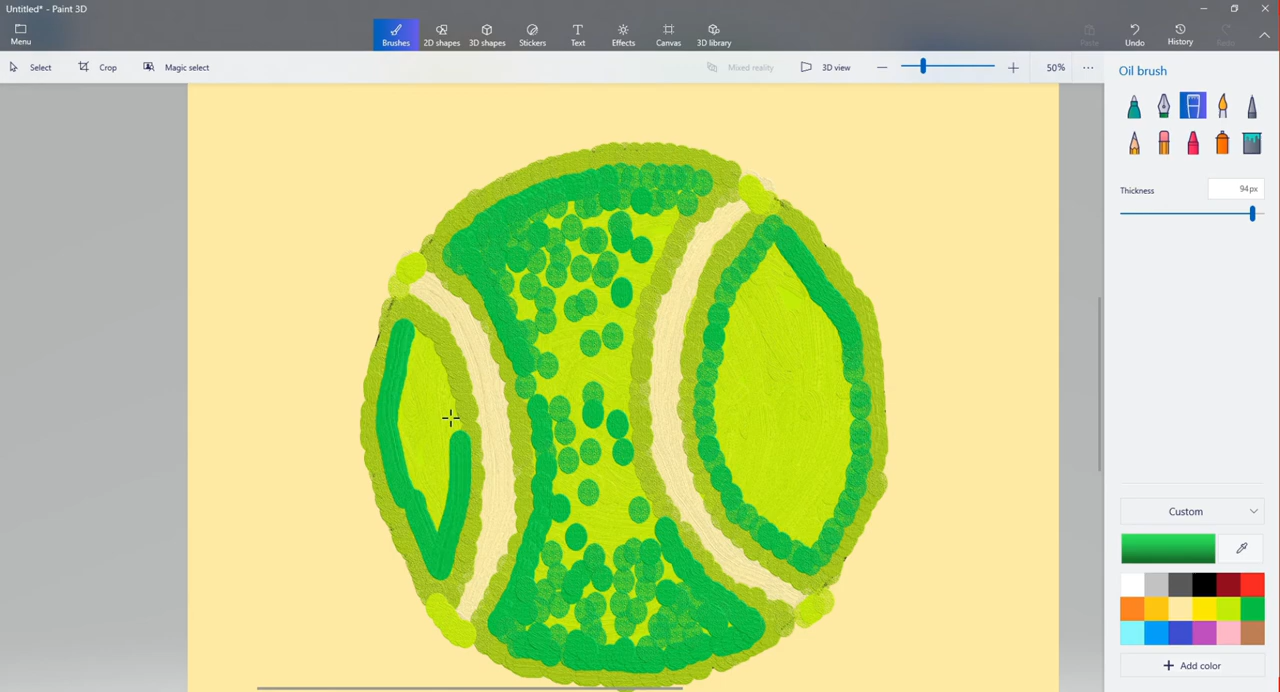 Untitled* - Paint 3D
Menu
Brushes
2D shapes
3D shapes
Stickers
Text
Effects
Canvas
3D library
Paste
Undo
History
Redo
Select
Crop
Magic select
Mixed reality
3D view
50%
Oil brush
Thickness
94px
Custom
Add color